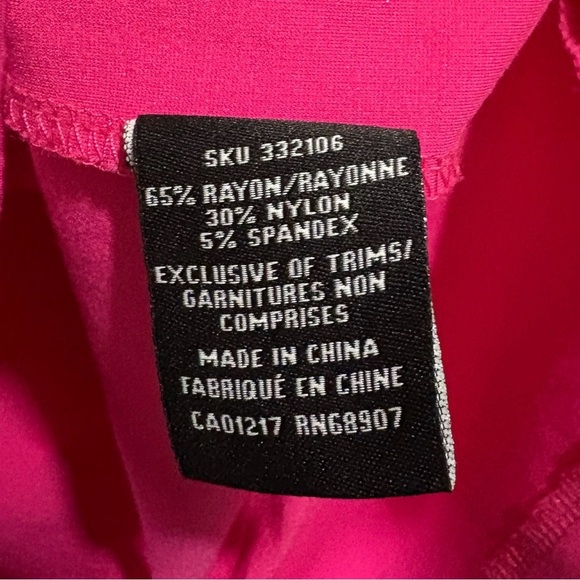 SKU 332106
65% RAYON/RAYONNE
30% NYLON
5% SPANDEX
EXCLUSIVE OF TRIMS/
GARNITURES NON
COMPRISES
MADE IN CHINA
FABRIQUÉ EN CHINE
CA01217 RN68907